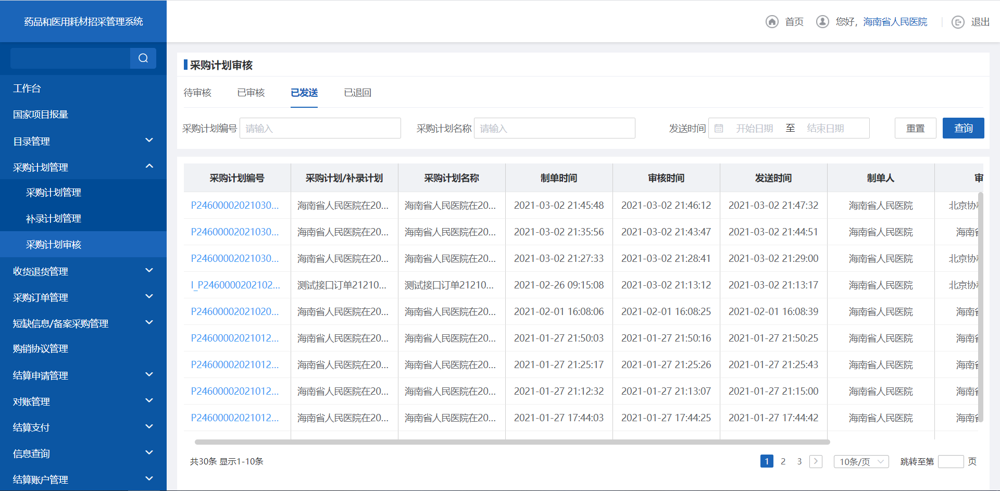 药品和医用耗材招采管理系统
首页
您好，海南省人民医院
退出
工作台
国家项目报量
目录管理
采购计划管理
采购计划管理
补录计划管理
采购计划审核
收货退货管理
采购订单管理
短缺信息/备案采购管理
购销协议管理
结算申请管理
对账管理
结算支付
信息查询
结算账户管理
采购计划审核
待审核 已审核 已发送 已退回
采购计划编号 请输入 采购计划名称 请输入 发送时间 开始日期 至 结束日期 重置 查询
采购计划编号 采购计划/补录计划 采购计划名称 制单时间 审核时间 发送时间 制单人 审
P24600002021030... 海南省人民医院在20... 海南省人民医院在20... 2021-03-02 21:45:48 2021-03-02 21:46:12 2021-03-02 21:47:32 海南省人民医院 北京协
P24600002021030... 海南省人民医院在20... 海南省人民医院在20... 2021-03-02 21:35:56 2021-03-02 21:43:47 2021-03-02 21:44:51 海南省人民医院 海南
P24600002021030... 海南省人民医院在20... 海南省人民医院在20... 2021-03-02 21:27:33 2021-03-02 21:28:41 2021-03-02 21:29:00 海南省人民医院 北京协
I_P2460000202102... 测试接口订单21210... 测试接口订单21210... 2021-02-26 09:15:08 2021-03-02 21:13:12 2021-03-02 21:13:17 海南省人民医院 北京协
P24600002021020... 海南省人民医院在20... 海南省人民医院在20... 2021-02-01 16:08:06 2021-02-01 16:08:25 2021-02-01 16:08:39 海南省人民医院 海南
P24600002021012... 海南省人民医院在20... 海南省人民医院在20... 2021-01-27 21:50:03 2021-01-27 21:50:16 2021-01-27 21:50:25 海南省人民医院 海南
P24600002021012... 海南省人民医院在20... 海南省人民医院在20... 2021-01-27 21:25:17 2021-01-27 21:25:26 2021-01-27 21:25:43 海南省人民医院 海南
P24600002021012... 海南省人民医院在20... 海南省人民医院在20... 2021-01-27 21:12:32 2021-01-27 21:13:07 2021-01-27 21:15:00 海南省人民医院 海南
P24600002021012... 海南省人民医院在20... 海南省人民医院在20... 2021-01-27 17:44:03 2021-01-27 17:44:25 2021-01-27 17:44:42 海南省人民医院 海南
共30条 显示1-10条 1 2 3 10条/页 跳转至第 页